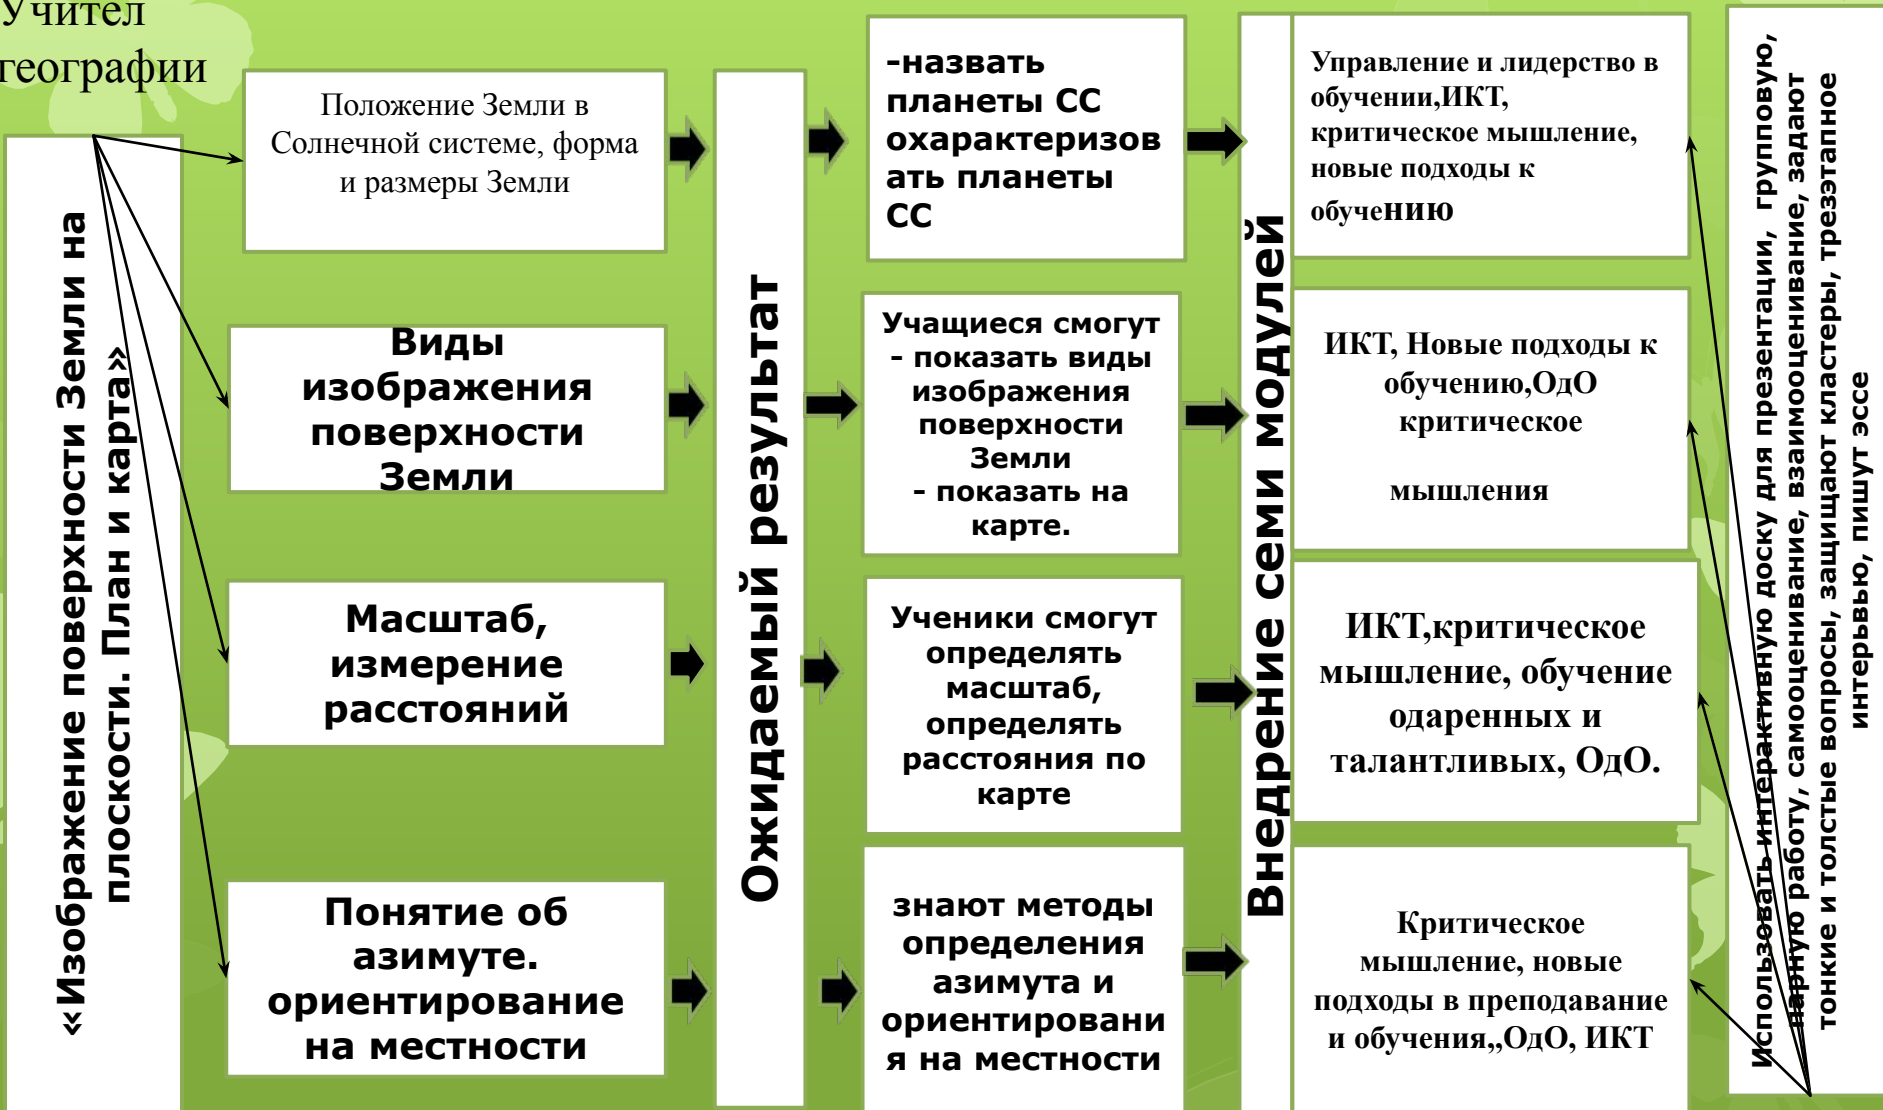 Учител
географии
«Изображение поверхности Земли на
плоскости. План и карта»
Положение Земли в
Солнечной системе, форма
и размеры Земли
Виды
изображения
поверхности
Земли
Масштаб,
измерение
расстояний
Понятие об
азимуте.
ориентирование
на местности
Ожидаемый результат
-назвать
планеты СС
охарактеризов
ать планеты
СС
Учащиеся смогут
- показать виды
изображения
поверхности
Земли
- показать на
карте.
Ученики смогут
определять
масштаб,
определять
расстояния по
карте
знают методы
определения
азимута и
ориентировани
я на местности
Внедрение семи модулей
Управление и лидерство в
обучении,ИКТ,
критическое мышление,
новые подходы к
обучению
ИКТ, Новые подходы к
обучению,ОдО
критическое
мышления
ИКТ,критическое
мышление, обучение
одаренных и
талантливых, ОдО.
Критическое
мышление, новые
подходы в преподавание
и обучения,,ОдО, ИКТ
Использовать интерактивную доску для презентации, групповую,
парную работу, самооценивание, взаимооценивание, задают
тонкие и толстые вопросы, защищают кластеры, трехэтапное
интервью, пишут эссе